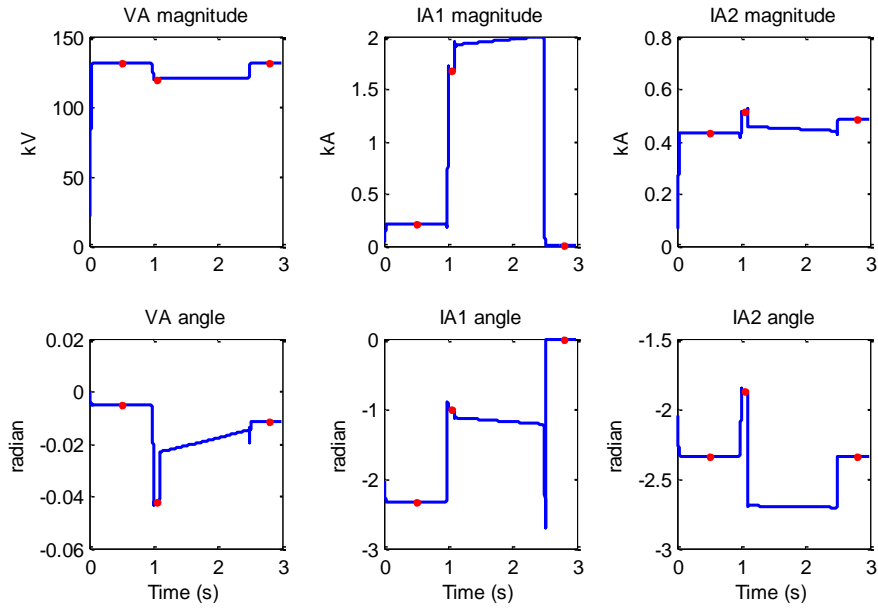 VA magnitude
IA1 magnitude
IA2 magnitude
150
100
50
0
kV
0 1 2 3
2
1.5
1
0.5
0
kA
0 1 2 3
0.8
0.6
0.4
0.2
0
kA
0 1 2 3
VA angle
IA1 angle
IA2 angle
0.02
0
-0.02
-0.04
-0.06
radian
0 1 2 3
Time (s)
0
-1
-2
-3
radian
0 1 2 3
Time (s)
-1.5
-2
-2.5
-3
radian
0 1 2 3
Time (s)